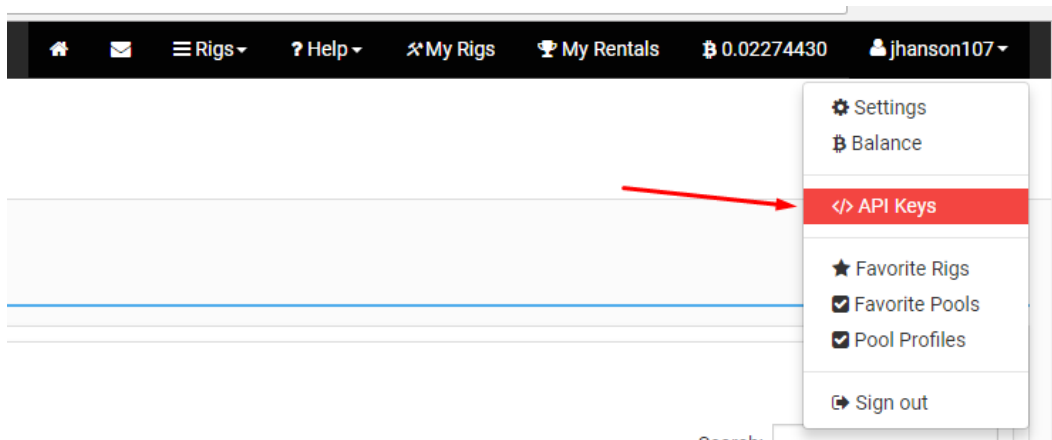 Rigs ? Help My Rigs My Rentals ₿ 0.02274430 jhanson107
Settings
₿ Balance
</> API Keys
Favorite Rigs
Favorite Pools
Pool Profiles
Sign out